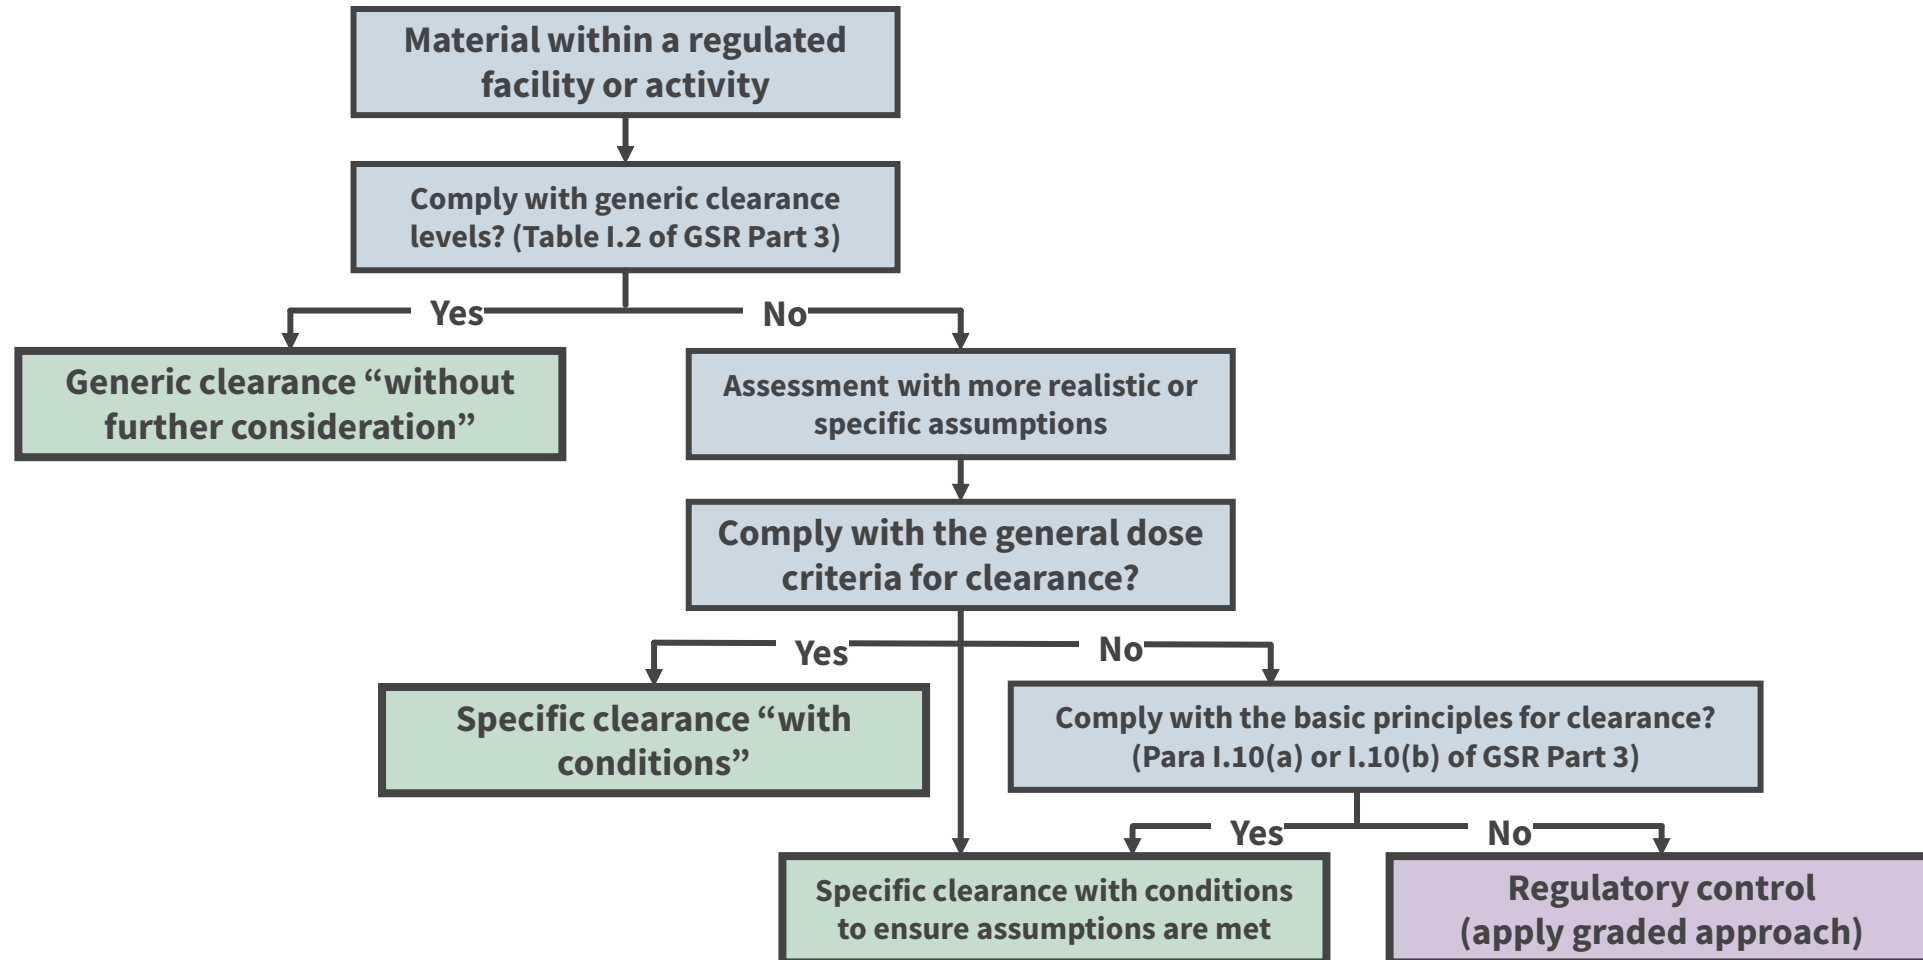 Material within a regulated
facility or activity
Comply with generic clearance
levels? (Table I.2 of GSR Part 3)
Yes
No
Generic clearance “without
further consideration”
Assessment with more realistic or
specific assumptions
Comply with the general dose
criteria for clearance?
Yes
No
Specific clearance “with
conditions”
Comply with the basic principles for clearance?
(Para I.10(a) or I.10(b) of GSR Part 3)
Yes
No
Specific clearance with conditions
to ensure assumptions are met
Regulatory control
(apply graded approach)